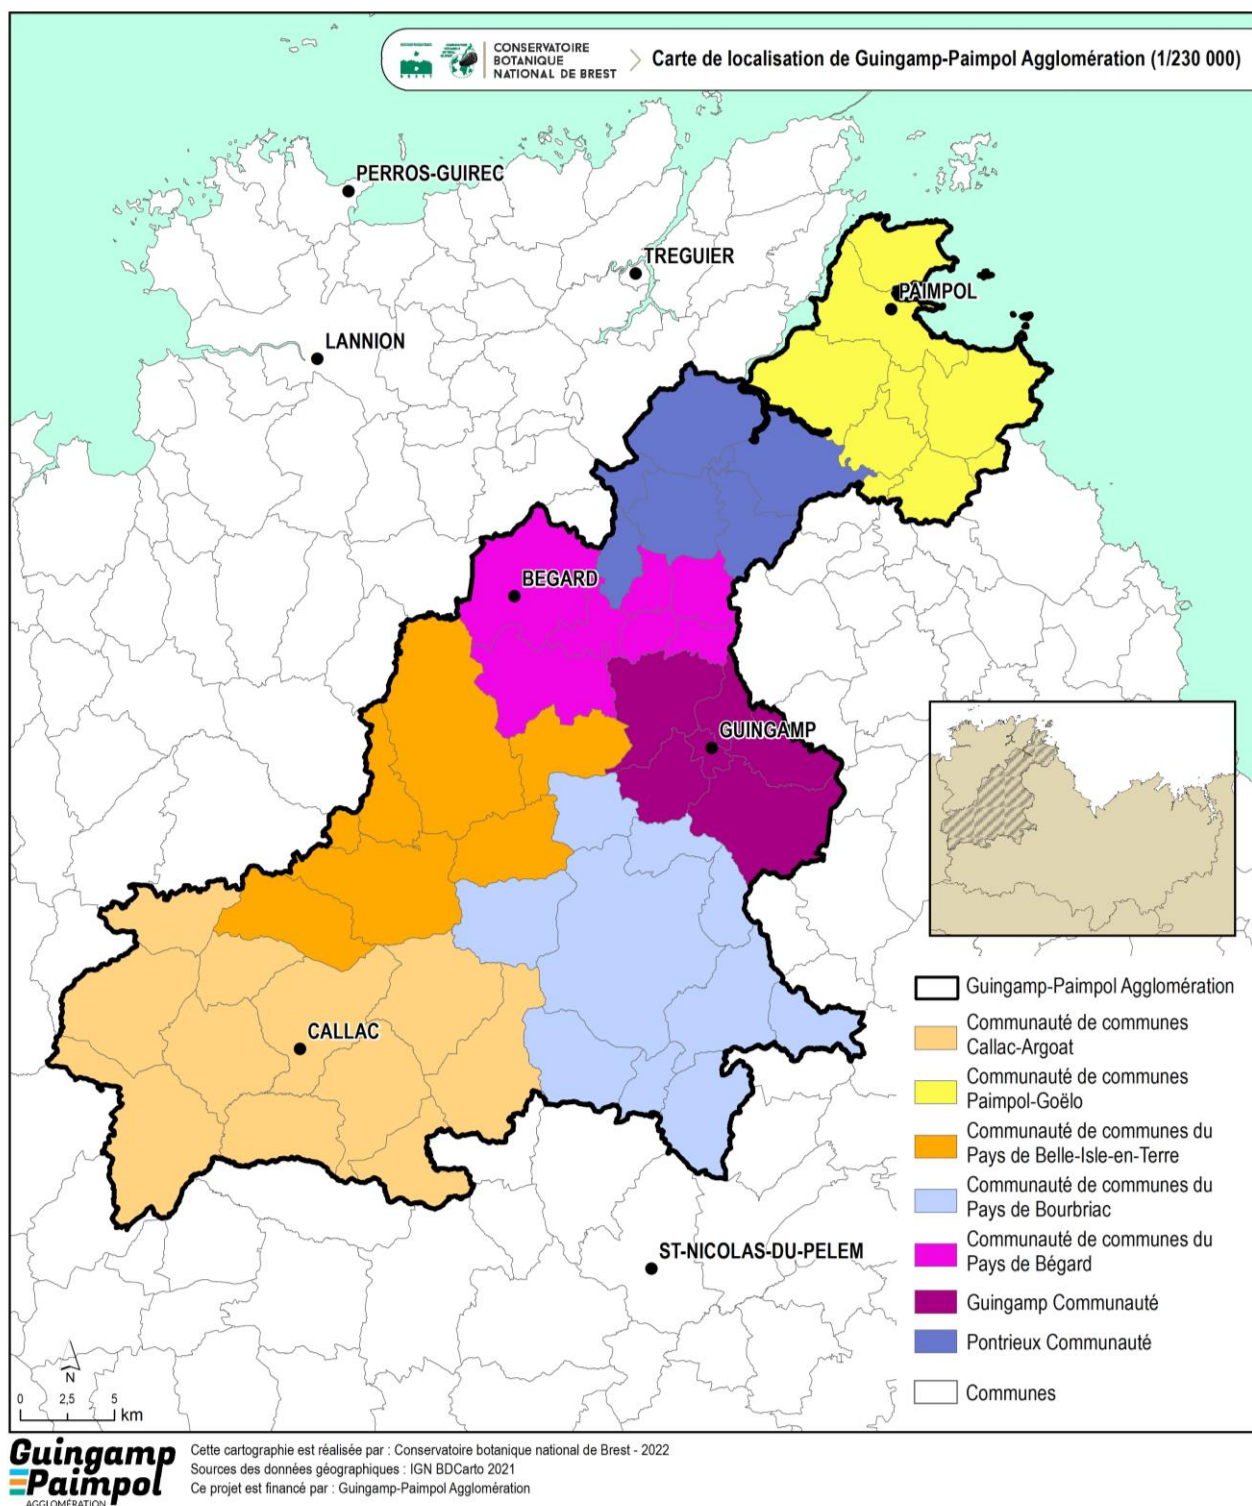 CONSERVATOIRE
BOTANIQUE
NATIONAL DE BREST
Carte de localisation de Guingamp-Paimpol Agglomération (1/230 000)
PERROS-GUIREC
TREGUIER
PAIMPOL
LANNION
BEGARD
GUINGAMP
CALLAC
ST-NICOLAS-DU-PELEM
Guingamp-Paimpol Agglomération
Communauté de communes
Callac-Argoat
Communauté de communes
Paimpol-Goëlo
Communauté de communes du
Pays de Belle-Isle-en-Terre
Communauté de communes du
Pays de Bourbriac
Communauté de communes du
Pays de Bégard
Guingamp Communauté
Pontrieux Communauté
Communes
N
0 2,5 5
km
Guingamp
Paimpol
AGGLOMÉRATION
Cette cartographie est réalisée par : Conservatoire botanique national de Brest - 2022
Sources des données géographiques : IGN BDCarto 2021
Ce projet est financé par : Guingamp-Paimpol Agglomération